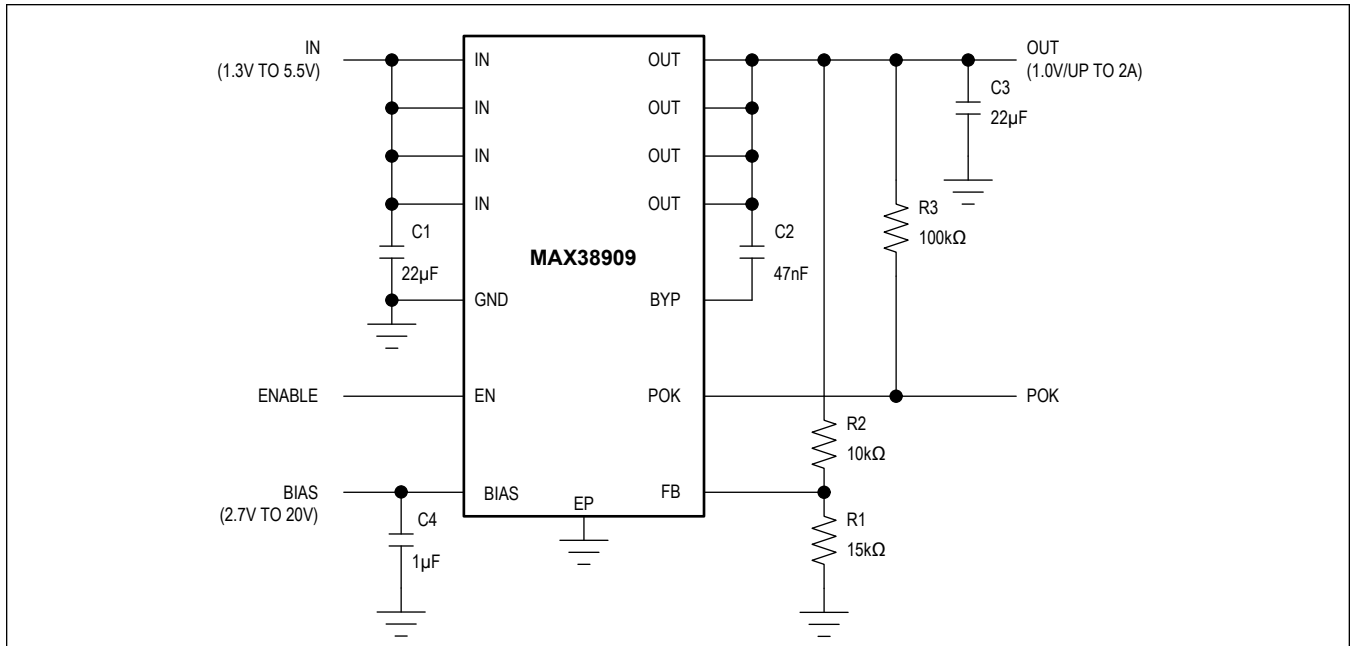 IN
(1.3V TO 5.5V)
IN
IN
IN
IN
C1
22µF
GND
ENABLE
EN
BIAS
(2.7V TO 20V)
BIAS
C4
1µF
EP
MAX38909
OUT
OUT
OUT
OUT
C2
47nF
BYP
POK
FB
OUT
(1.0V/UP TO 2A)
C3
22µF
R3
100kΩ
POK
R2
10kΩ
R1
15kΩ